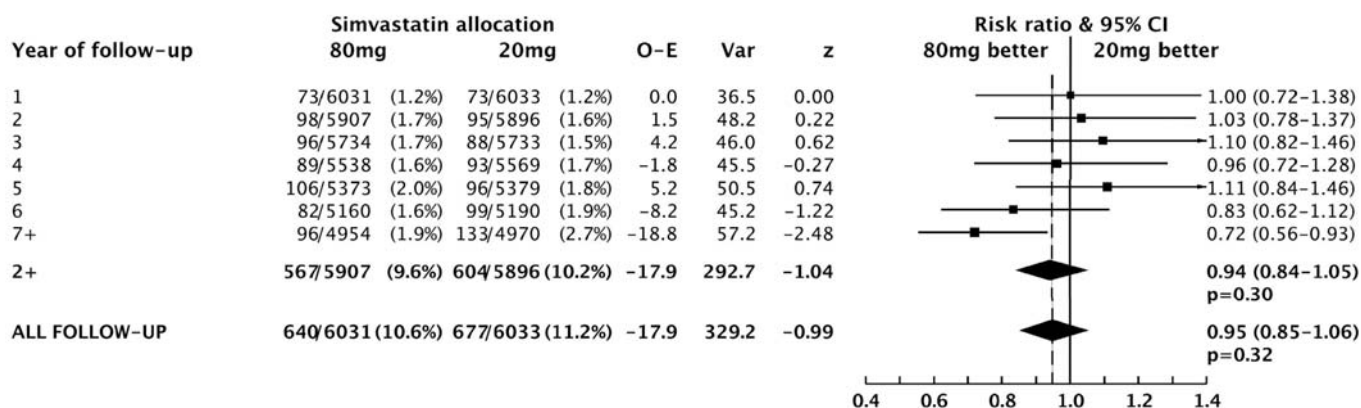 Simvastatin allocation Risk ratio & 95% CI
Year of follow-up 80mg 20mg O-E Var z 80mg better 20mg better
1 73/6031 (1.2%) 73/6033 (1.2%) 0.0 36.5 0.00 1.00 (0.72-1.38)
2 98/5907 (1.7%) 95/5896 (1.6%) 1.5 48.2 0.22 1.03 (0.78-1.37)
3 96/5734 (1.7%) 88/5733 (1.5%) 4.2 46.0 0.62 1.10 (0.82-1.46)
4 89/5538 (1.6%) 93/5569 (1.7%) -1.8 45.5 -0.27 0.96 (0.72-1.28)
5 106/5373 (2.0%) 96/5379 (1.8%) 5.2 50.5 0.74 1.11 (0.84-1.46)
6 82/5160 (1.6%) 99/5190 (1.9%) -8.2 45.2 -1.22 0.83 (0.62-1.12)
7+ 96/4954 (1.9%) 133/4970 (2.7%) -18.8 57.2 -2.48 0.72 (0.56-0.93)
2+ 567/5907 (9.6%) 604/5896 (10.2%) -17.9 292.7 -1.04 0.94 (0.84-1.05)
p=0.30
ALL FOLLOW-UP 640/6031 (10.6%) 677/6033 (11.2%) -17.9 329.2 -0.99 0.95 (0.85-1.06)
p=0.32
0.4 0.6 0.8 1.0 1.2 1.4